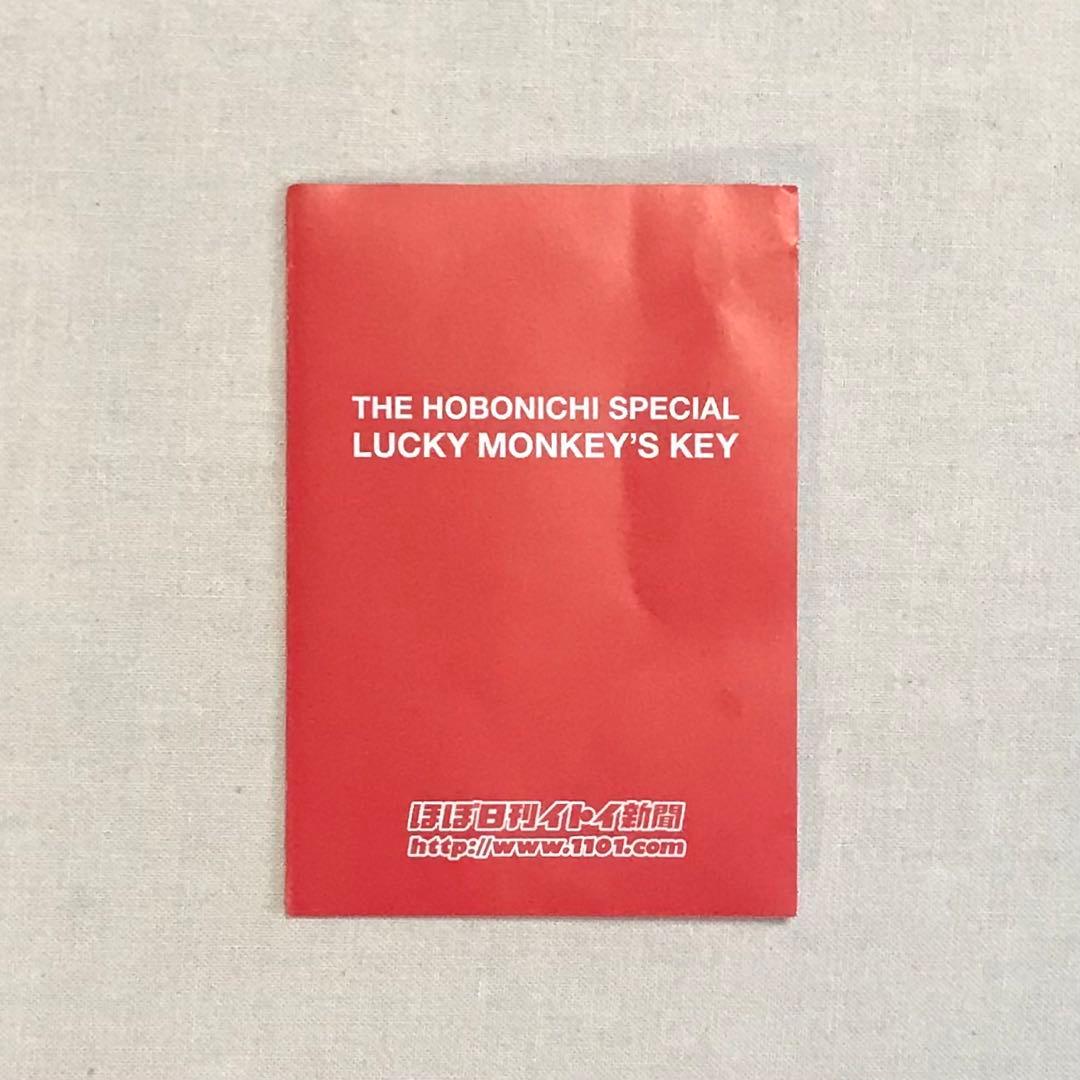 THE HOBONICHI SPECIAL
LUCKY MONKEY'S KEY
ほぼ日刊イトイ新聞
http://www.1101.com